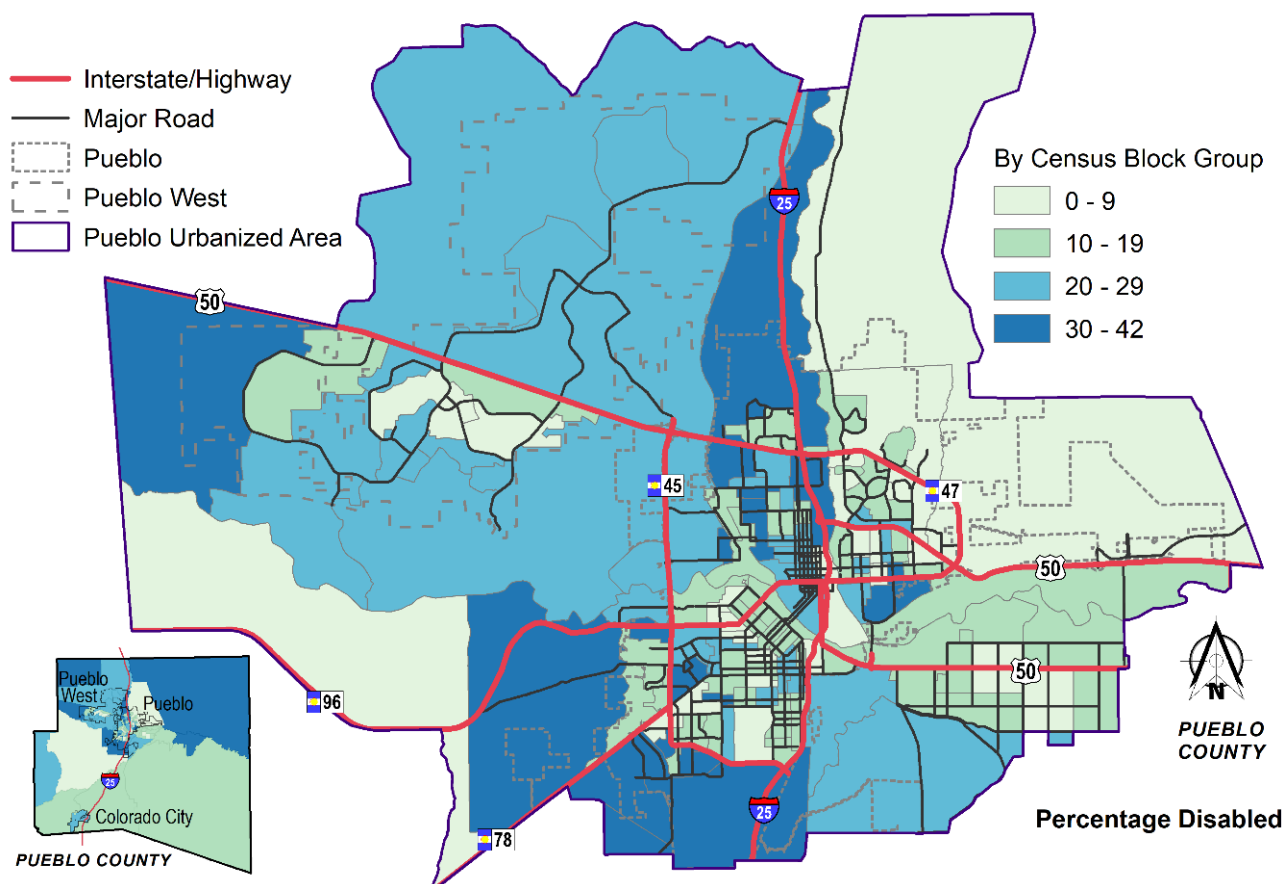 Interstate/Highway
Major Road
Pueblo
Pueblo West
Pueblo Urbanized Area
By Census Block Group
0 - 9
10 - 19
20 - 29
30 - 42
25
50
45
47
50
50
96
78
25
N
PUEBLO
COUNTY
Percentage Disabled
Pueblo
West
Pueblo
25
Colorado City
PUEBLO COUNTY